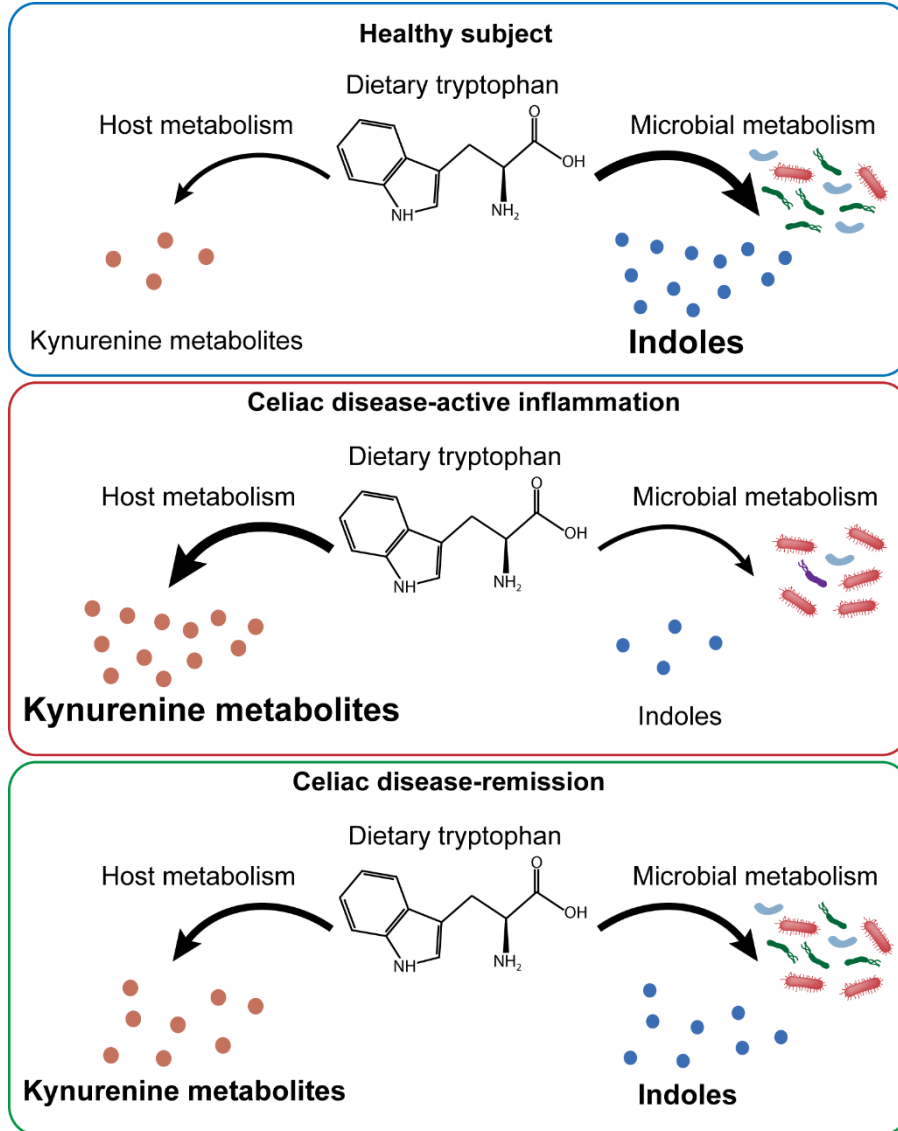 Healthy subject
Dietary tryptophan
Host metabolism
Microbial metabolism
O
OH
NH
NH₂
Kynurenine metabolites
Indoles
Celiac disease-active inflammation
Dietary tryptophan
Host metabolism
Microbial metabolism
O
OH
NH
NH₂
Kynurenine metabolites
Indoles
Celiac disease-remission
Dietary tryptophan
Host metabolism
Microbial metabolism
O
OH
NH
NH₂
Kynurenine metabolites
Indoles